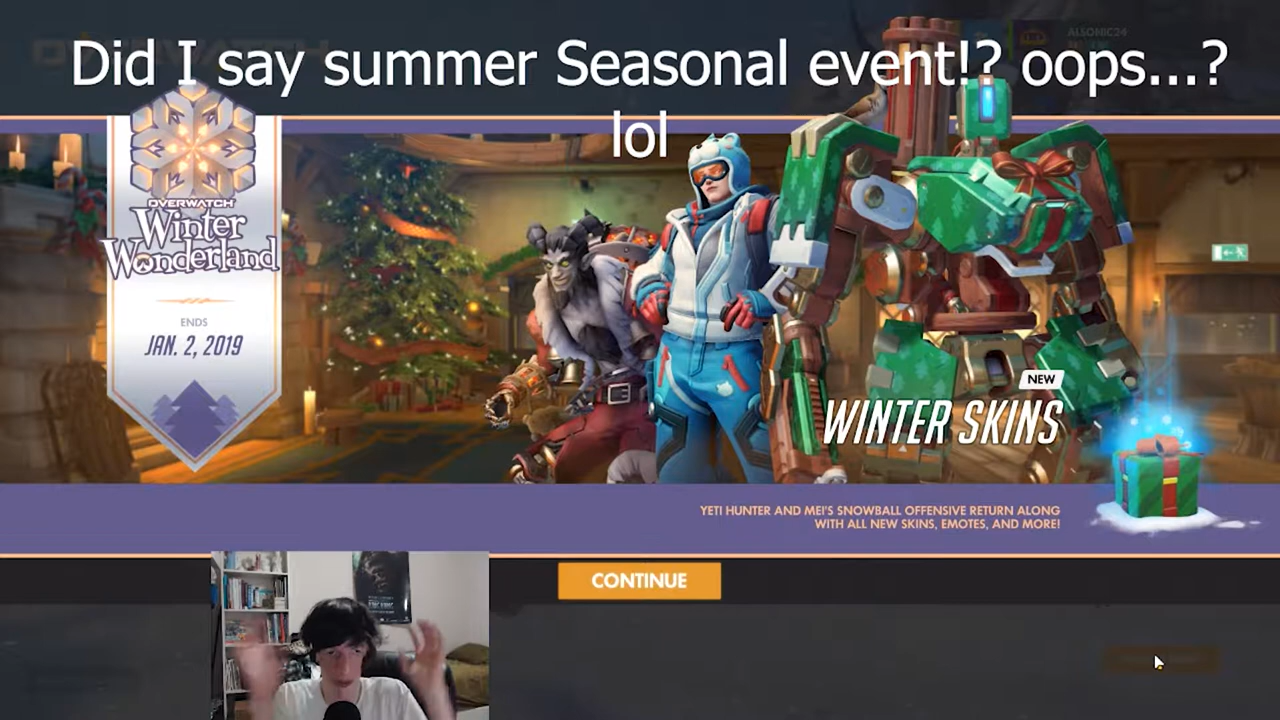 Did I say summer Seasonal event!? oops...?
lol
ALSONIC24
OVERWATCH
Winter
Wonderland
ENDS
JAN. 2, 2019
NEW
WINTER SKINS
YETI HUNTER AND MEI'S SNOWBALL OFFENSIVE RETURN ALONG
WITH ALL NEW SKINS, EMOTES, AND MORE!
CONTINUE